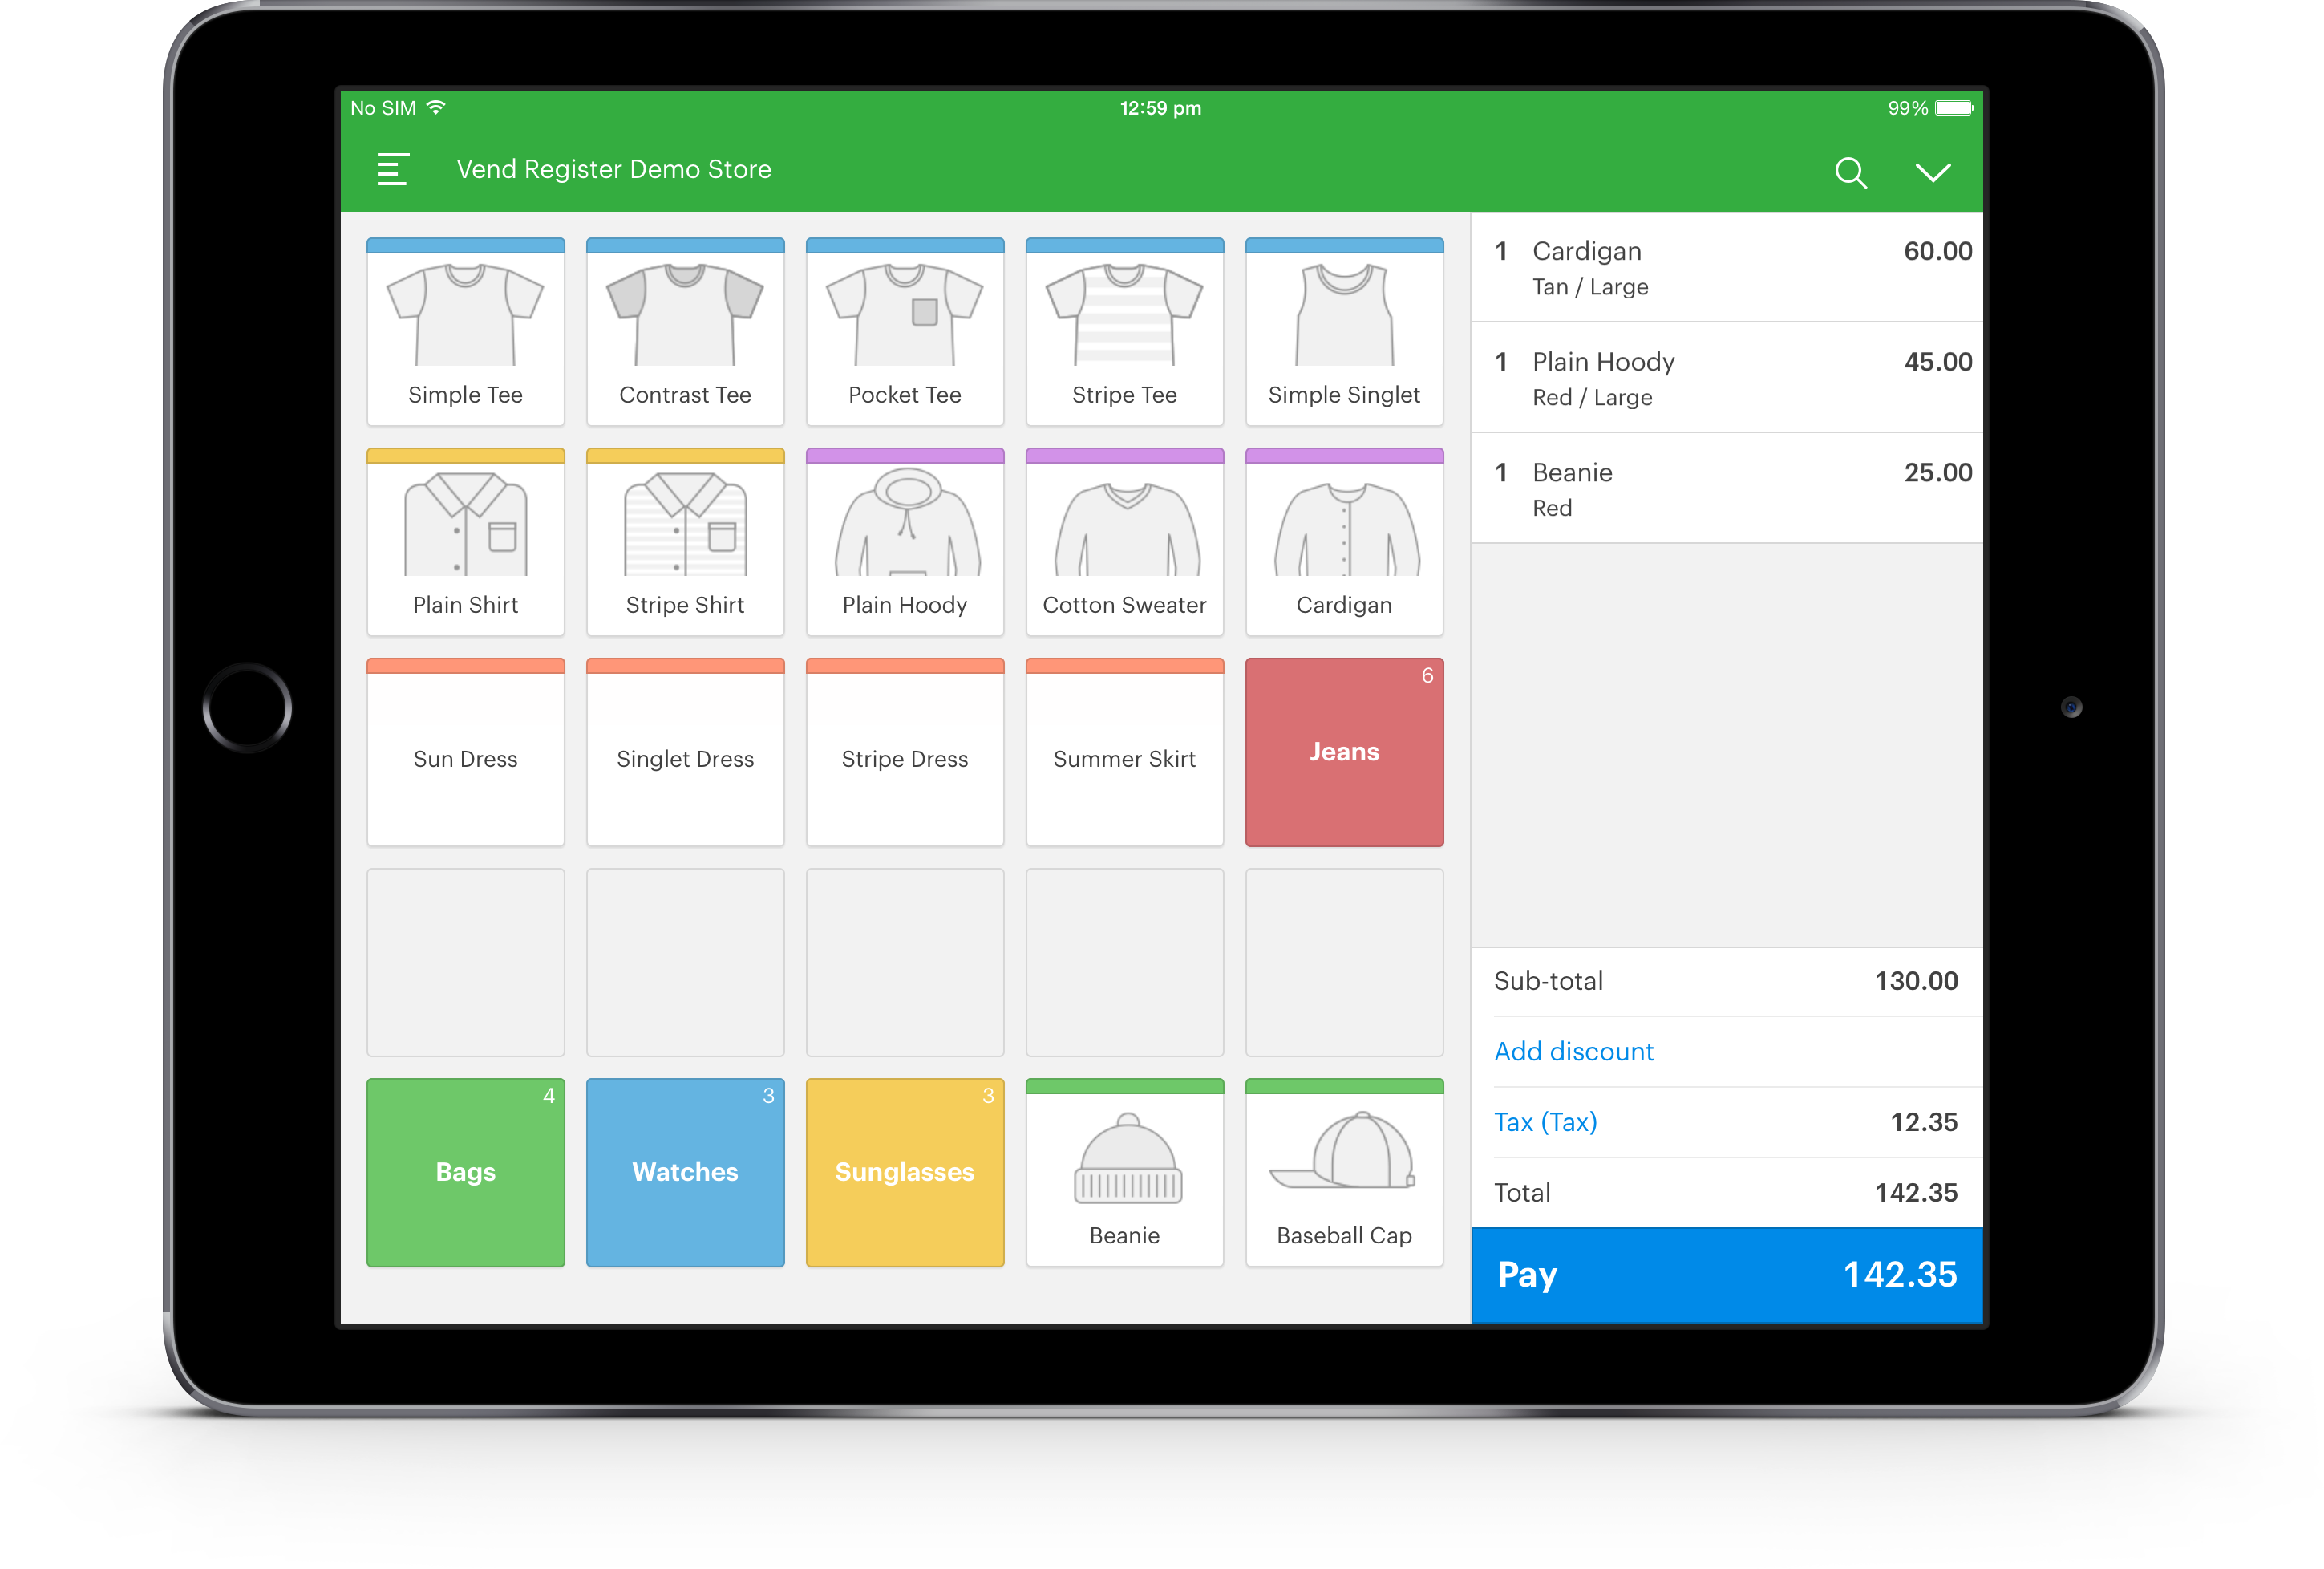 No SIM
12:59 pm
99%
Vend Register Demo Store
Simple Tee
Contrast Tee
Pocket Tee
Stripe Tee
Simple Singlet
Plain Shirt
Stripe Shirt
Plain Hoody
Cotton Sweater
Cardigan
Sun Dress
Singlet Dress
Stripe Dress
Summer Skirt
6
Jeans
4
Bags
3
Watches
3
Sunglasses
Beanie
Baseball Cap
1 Cardigan 60.00
Tan / Large
1 Plain Hoody 45.00
Red / Large
1 Beanie 25.00
Red
Sub-total 130.00
Add discount
Tax (Tax) 12.35
Total 142.35
Pay 142.35